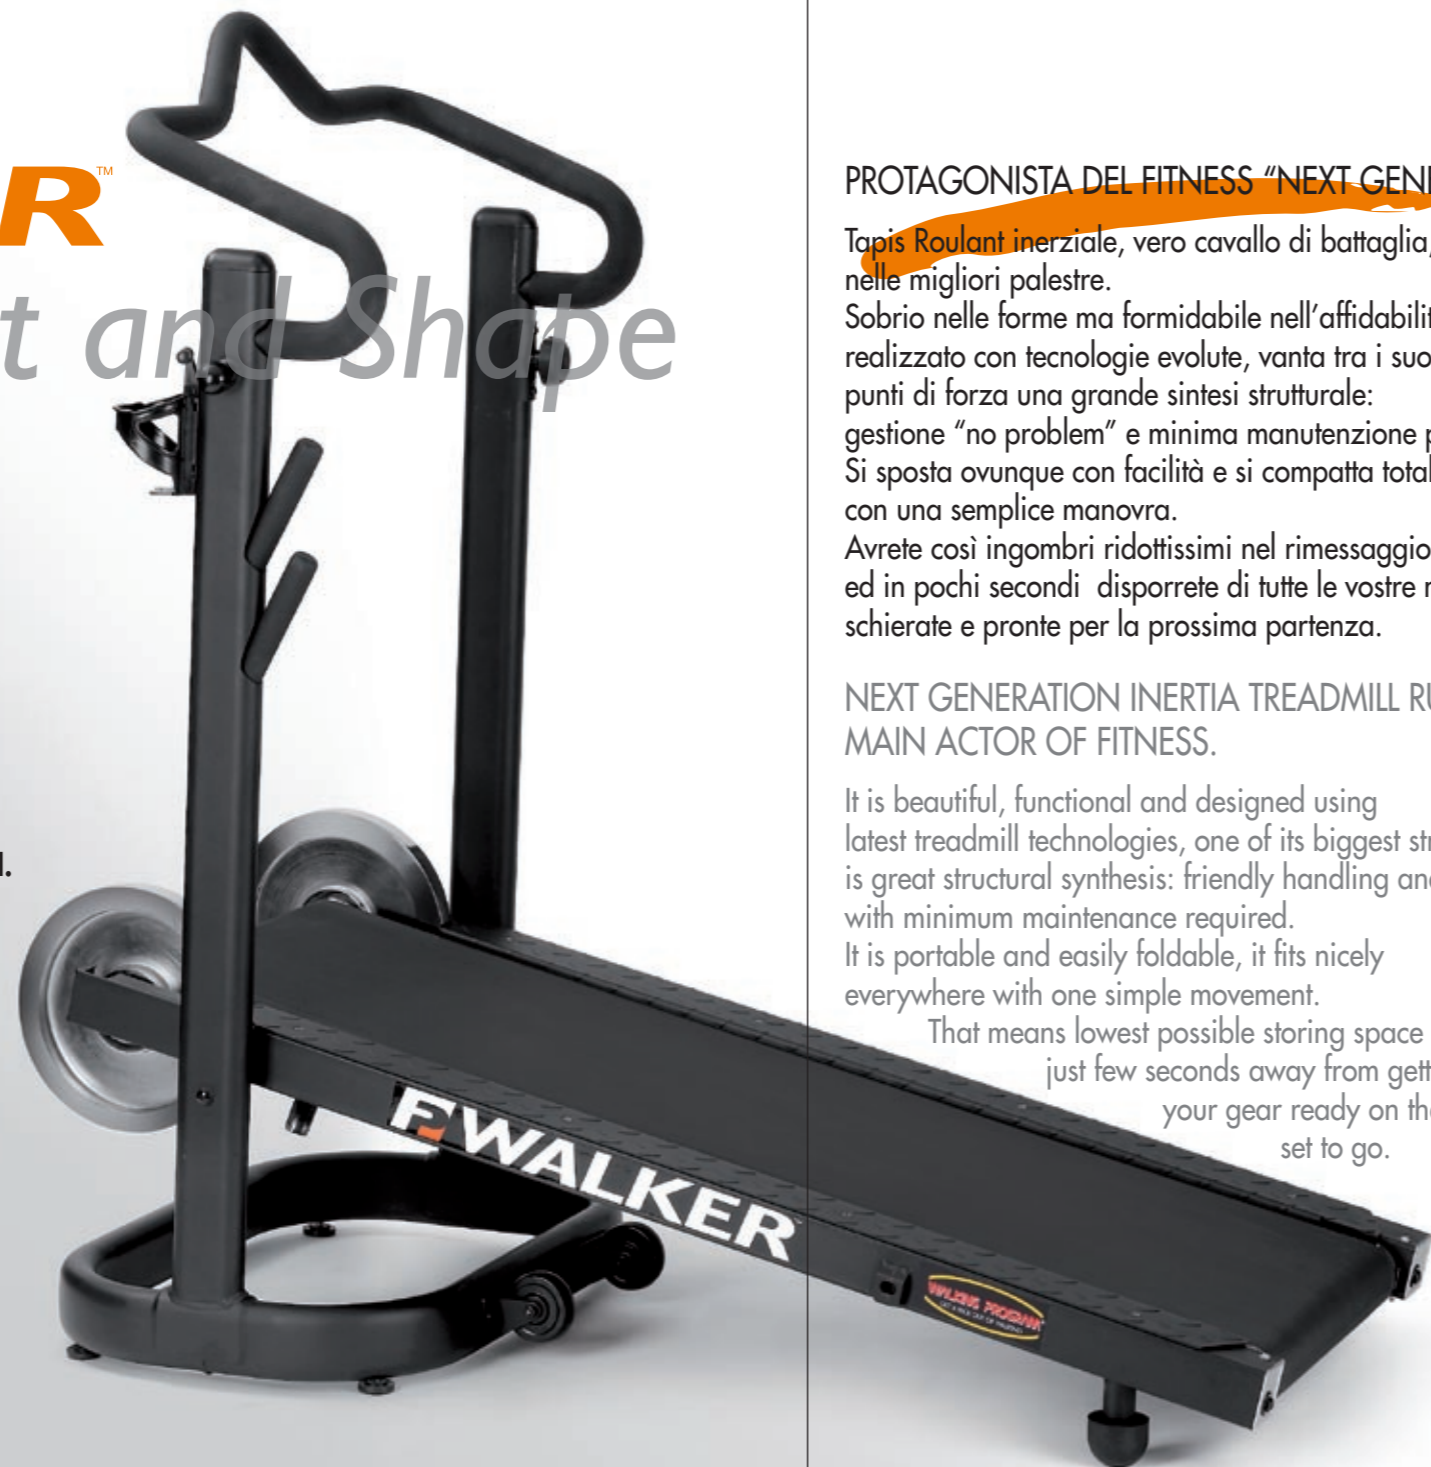 R™
t and Shape
l.
PROTAGONISTA DEL FITNESS “NEXT GEN
Tapis Roulant inerziale, vero cavallo di battaglia,
nelle migliori palestre.
Sobrio nelle forme ma formidabile nell’affidabilit
realizzato con tecnologie evolute, vanta tra i suo
punti di forza una grande sintesi strutturale:
gestione “no problem” e minima manutenzione p
Si sposta ovunque con facilità e si compatta total
con una semplice manovra.
Avrete così ingombri ridottissimi nel rimessaggio
ed in pochi secondi disporrete di tutte le vostre
schierate e pronte per la prossima partenza.
NEXT GENERATION INERTIA TREADMILL RU
MAIN ACTOR OF FITNESS.
It is beautiful, functional and designed using
latest treadmill technologies, one of its biggest str
is great structural synthesis: friendly handling and
with minimum maintenance required.
It is portable and easily foldable, it fits nicely
everywhere with one simple movement.
That means lowest possible storing space
just few seconds away from gett
your gear ready on the
set to go.
WALKER
WALKING PROGRAM